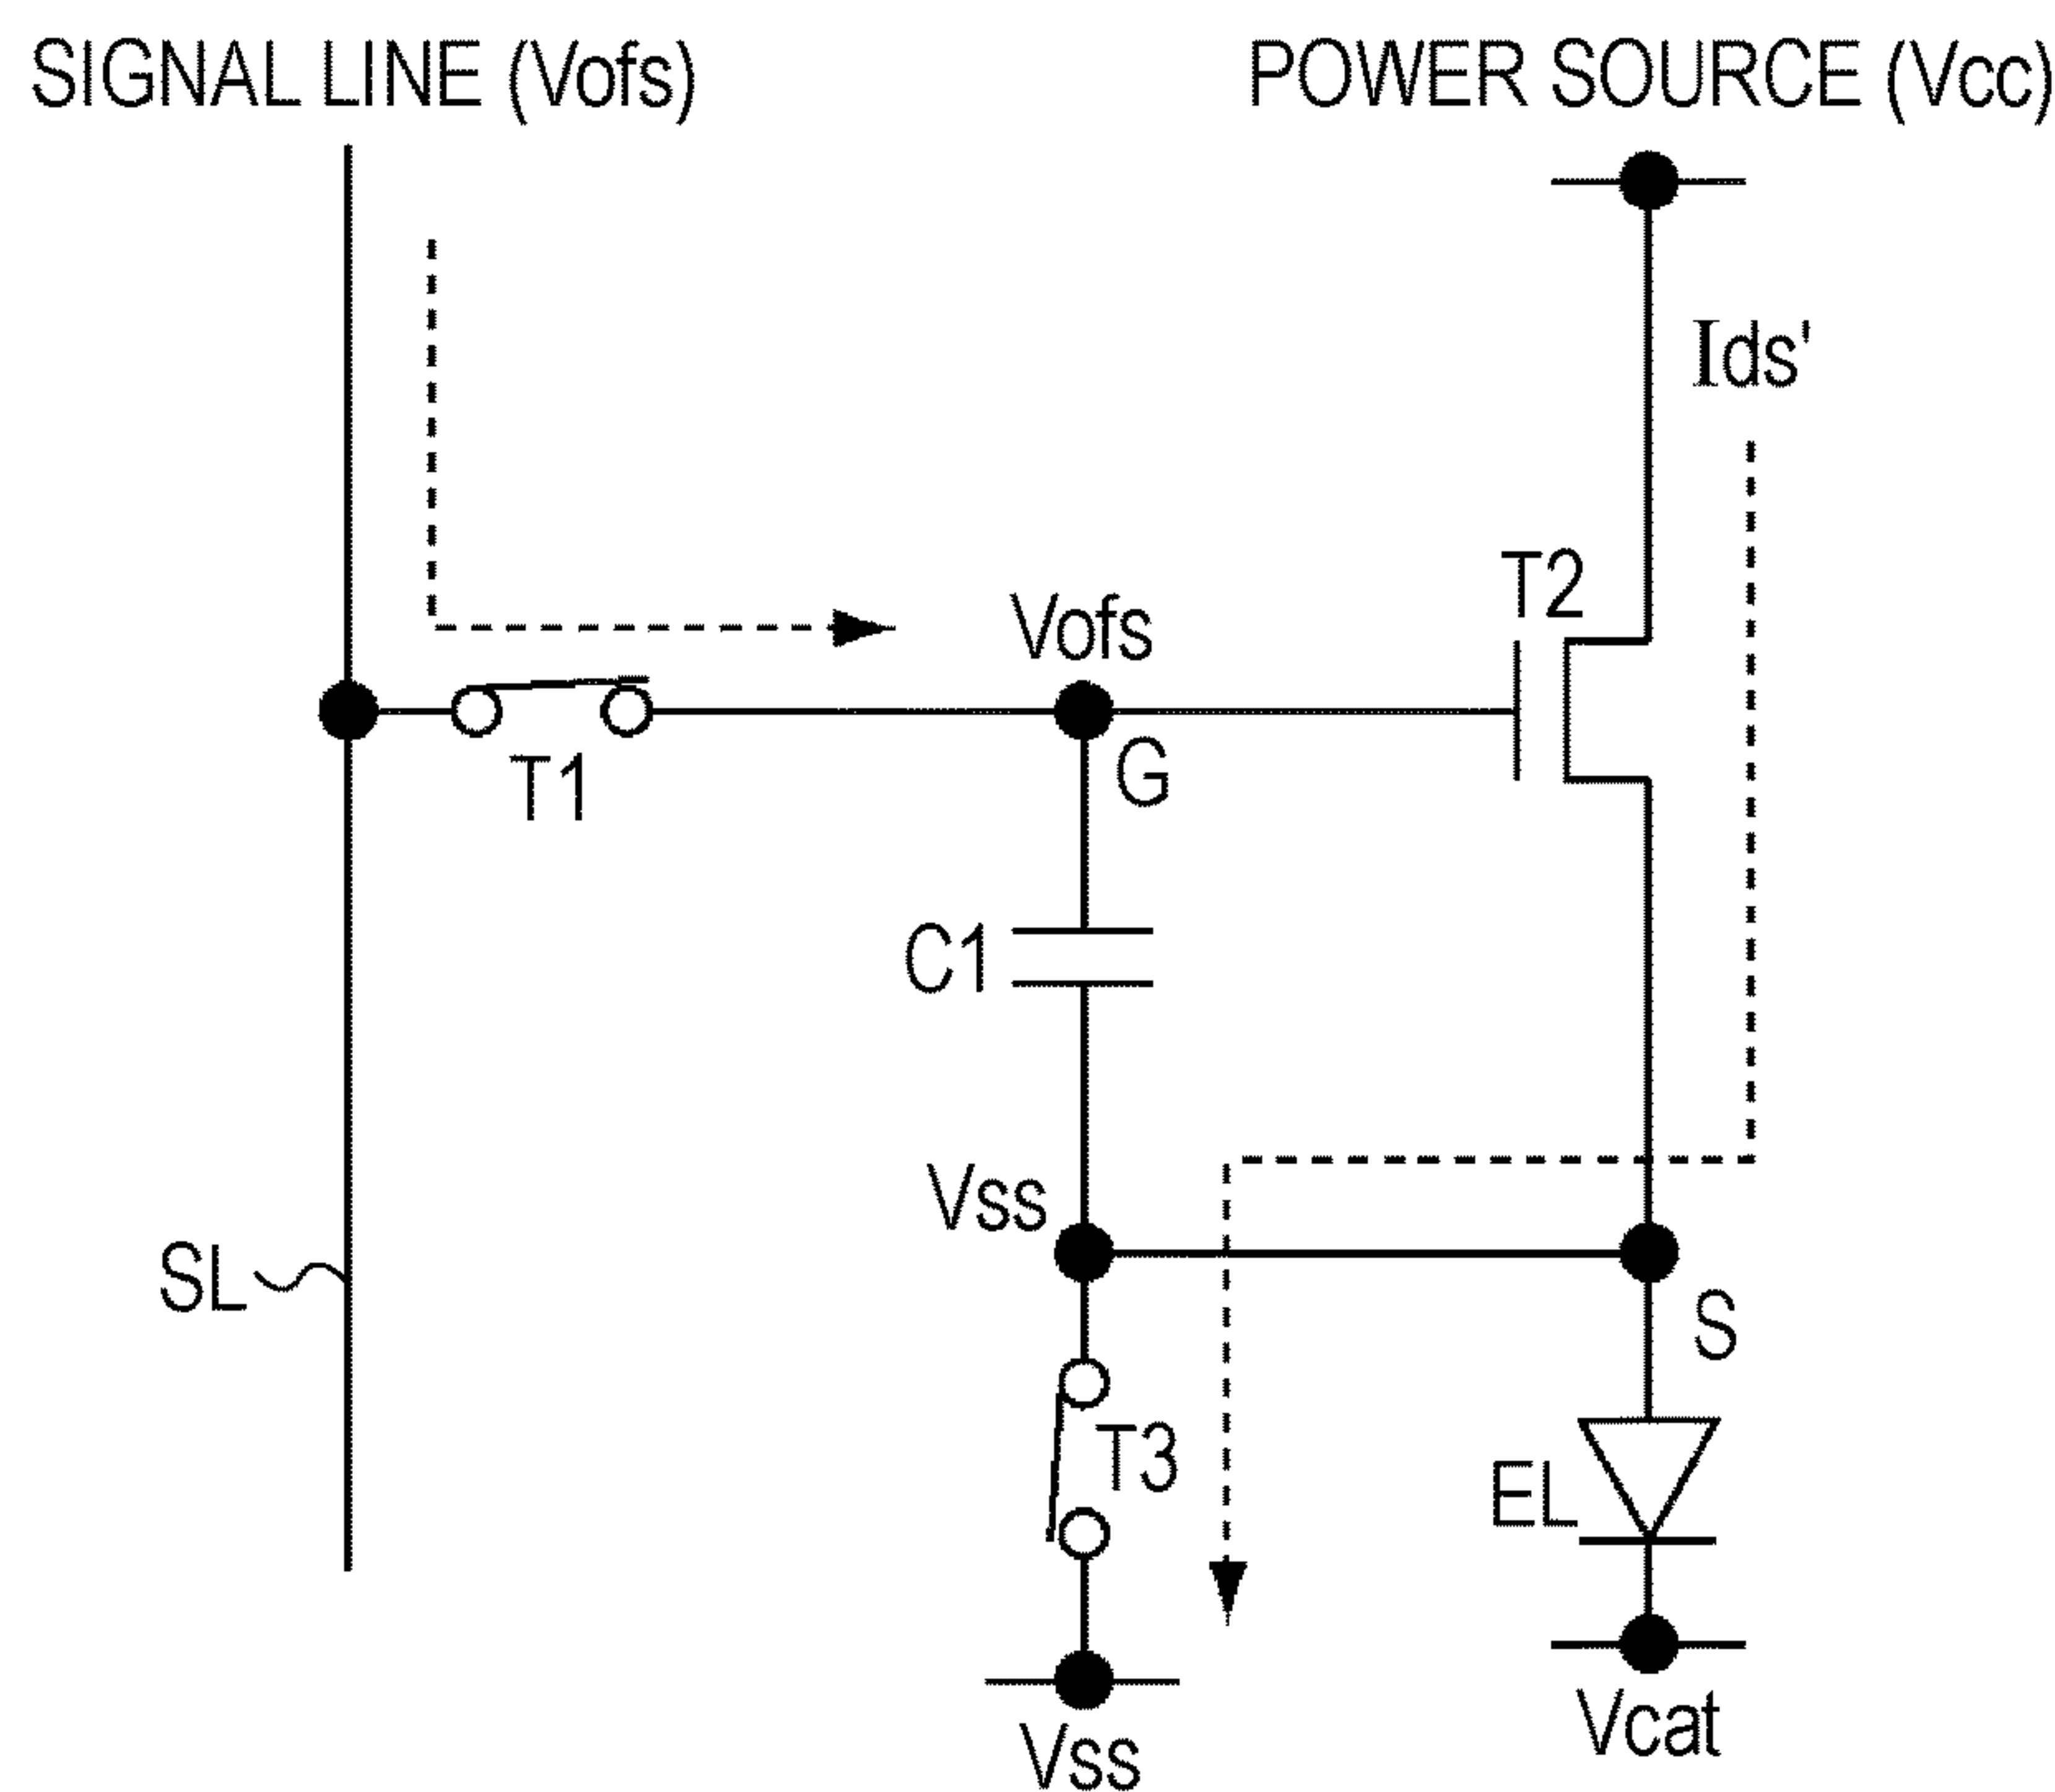 SIGNAL LINE (Vofs)
POWER SOURCE (Vcc)
Ids'
T2
Vofs
G
T1
C1
Vss
SL
S
T3
EL
Vcat
Vss